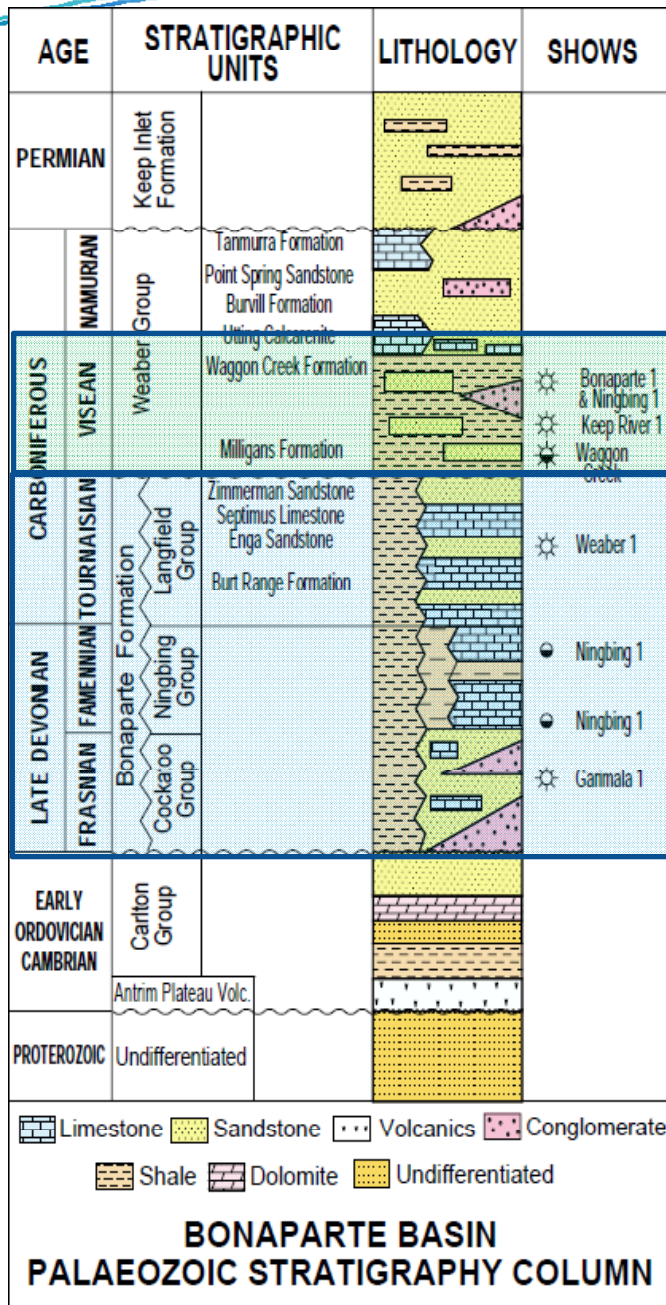 AGE
STRATIGRAPHIC
UNITS
LITHOLOGY
SHOWS
PERMIAN
Keep Inlet
Formation
CARBONIFEROUS
NAMURIAN
Weaber Group
Tanmurra Formation
Point Spring Sandstone
Burvill Formation
Utting Calcarenite
VISEAN
Waggon Creek Formation
Milligans Formation
Bonaparte 1
& Ningbing 1
Keep River 1
Waggon
Creek
TOURNAISIAN
Bonaparte Formation
Langfield
Group
Zimmerman Sandstone
Septimus Limestone
Enga Sandstone
Burt Range Formation
Weaber 1
LATE DEVONIAN
FAMENNIAN
Ningbing
Group
Ningbing 1
Ningbing 1
FRASNIAN
Cockatoo
Group
Ganmala 1
EARLY
ORDOVICIAN
CAMBRIAN
Carlton
Group
Antrim Plateau Volc.
PROTEROZOIC
Undifferentiated
Limestone
Sandstone
Volcanics
Conglomerate
Shale
Dolomite
Undifferentiated
BONAPARTE BASIN
PALAEOZOIC STRATIGRAPHY COLUMN